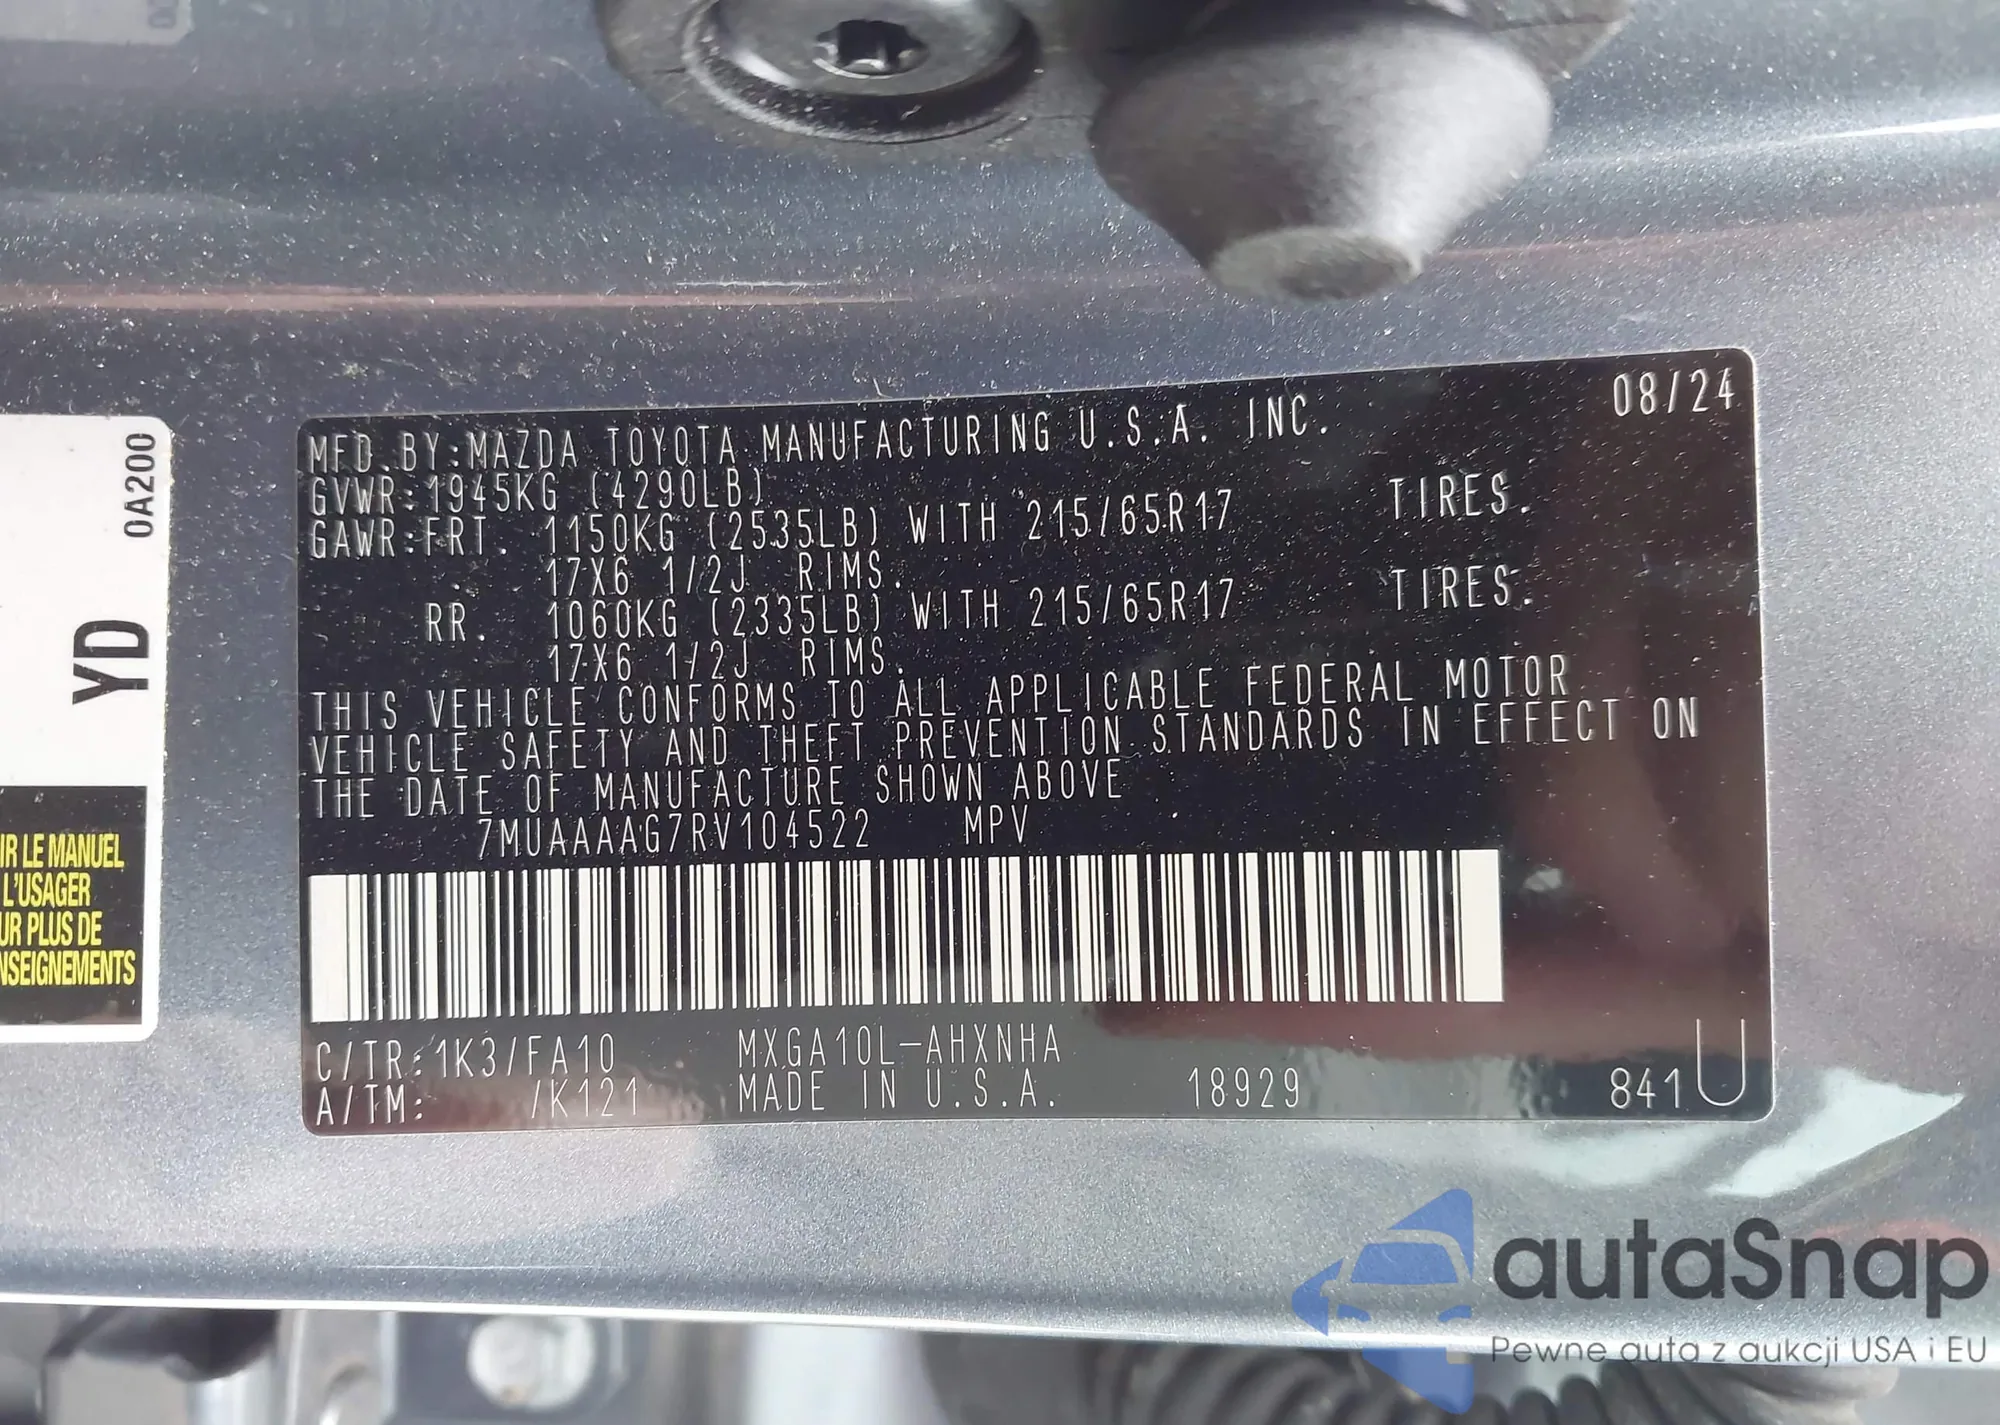 0A200
YD
IR LE MANUEL
L'USAGER
UR PLUS DE
NSEIGNEMENTS
08/24
MFD.BY:MAZDA TOYOTA MANUFACTURING U.S.A. INC.
GVWR:1945KG (4290LB)
GAWR:FRT. 1150KG (2535LB) WITH 215/65R17 TIRES.
17X6 1/2J RIMS.
RR. 1060KG (2335LB) WITH 215/65R17 TIRES.
17X6 1/2J RIMS.
THIS VEHICLE CONFORMS TO ALL APPLICABLE FEDERAL MOTOR
VEHICLE SAFETY AND THEFT PREVENTION STANDARDS IN EFFECT ON
THE DATE OF MANUFACTURE SHOWN ABOVE
7MUAAAAG7RV104522 MPV
C/TR:1K3/FA10 MXGA10L-AHXNHA
A/TM: /K121 MADE IN U.S.A. 18929 841U
autaSnap
Pewne auta z aukcji USA i EU